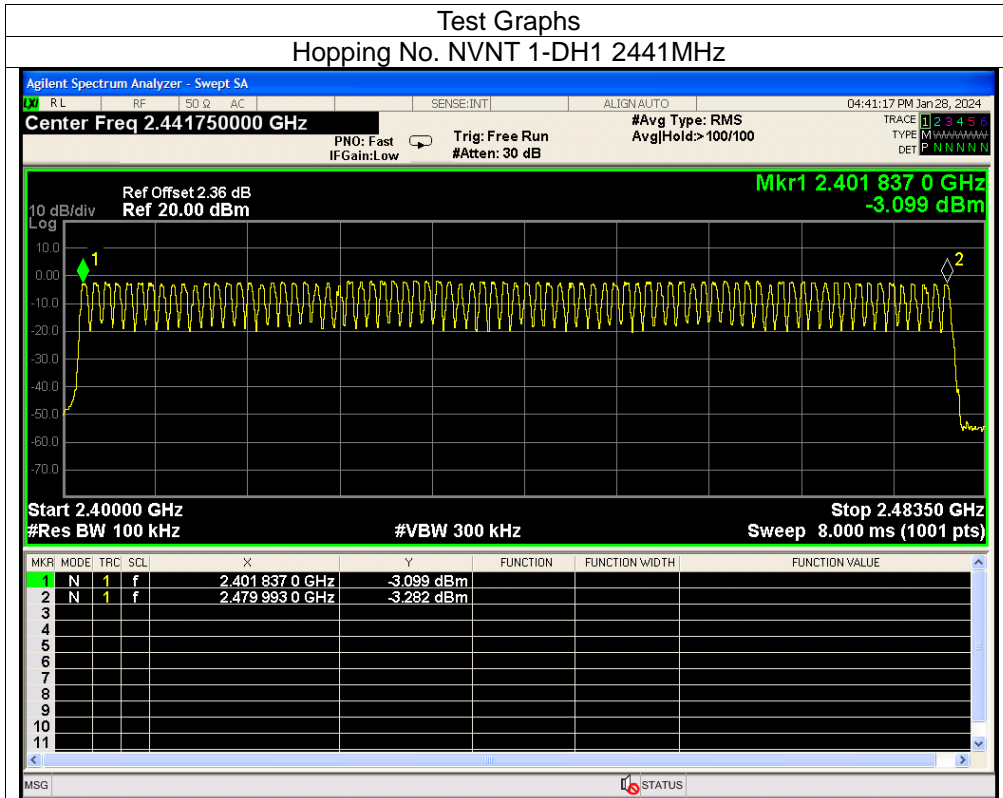 Test Graphs
Hopping No. NVNT 1-DH1 2441MHz
Agilent Spectrum Analyzer - Swept SA
LXI RL RF 50 Ω AC SENSE:INT ALIGN AUTO 04:41:17 PM Jan 28, 2024
Center Freq 2.441750000 GHz
PNO: Fast
IFGain:Low
Trig: Free Run
#Atten: 30 dB
#Avg Type: RMS
Avg|Hold:>100/100
TRACE 1 2 3 4 5 6
TYPE M WWWWW
DET P N N N N N
Mkr1 2.401 837 0 GHz
-3.099 dBm
Ref Offset 2.36 dB
10 dB/div Ref 20.00 dBm
Log
10.0
0.00
-10.0
-20.0
-30.0
-40.0
-50.0
-60.0
-70.0
1
2
Start 2.40000 GHz Stop 2.48350 GHz
#Res BW 100 kHz #VBW 300 kHz Sweep 8.000 ms (1001 pts)
MKR MODE TRC SCL X Y FUNCTION FUNCTION WIDTH FUNCTION VALUE
1 N 1 f 2.401 837 0 GHz -3.099 dBm
2 N 1 f 2.479 993 0 GHz -3.282 dBm
3
4
5
6
7
8
9
10
11
MSG STATUS